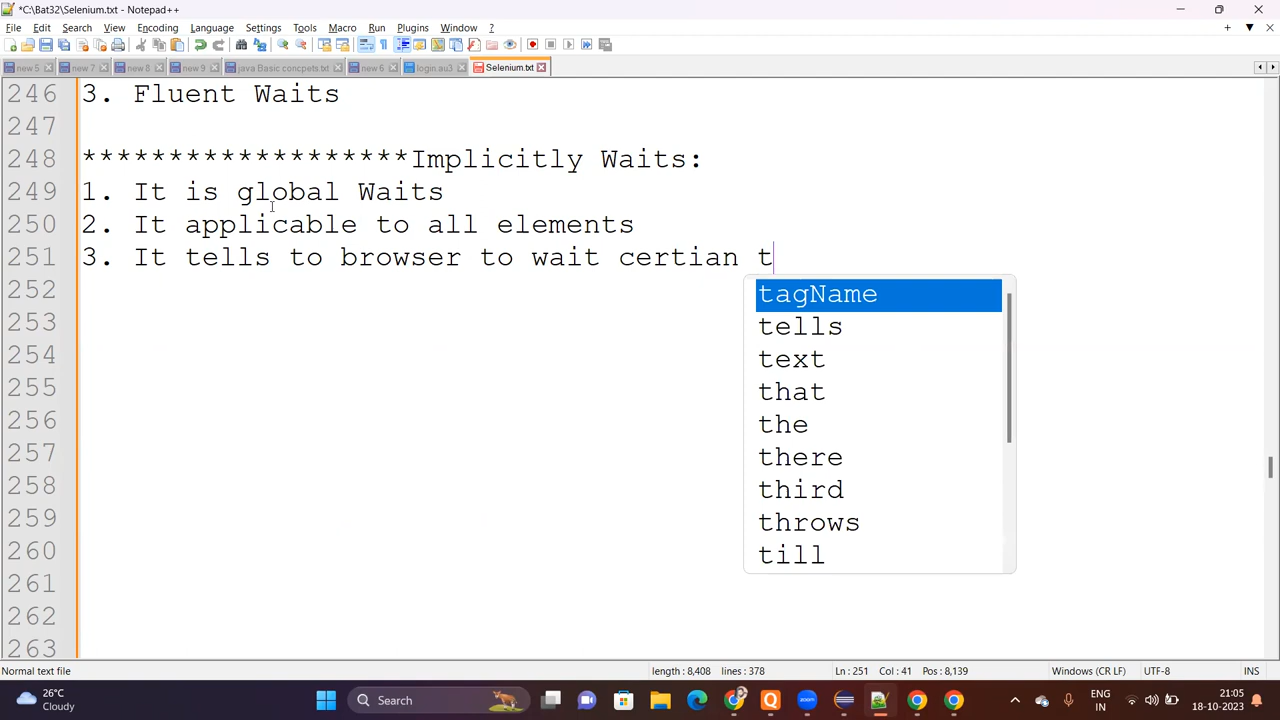 *C:\Bat32\Selenium.txt - Notepad++
File Edit Search View Encoding Language Settings Tools Macro Run Plugins Window ?
new 5 new 7 new 8 new 9 java Basic concpets.txt new 6 login.au3 Selenium.txt
246 3. Fluent Waits
247
248 *******************Implicitly Waits:
249 1. It is global Waits
250 2. It applicable to all elements
251 3. It tells to browser to wait certian t
252 tagName
253 tells
254 text
255 that
256 the
257 there
258 third
259 throws
260 till
261
262
263
Normal text file length : 8,408 lines : 378 Ln : 251 Col : 41 Pos : 8,139 Windows (CR LF) UTF-8 INS
26°C
Cloudy
Search
ENG
IN
21:05
18-10-2023